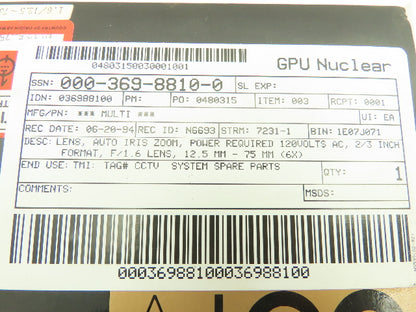 04803150030001001
GPU Nuclear
SSN: 000-369-8810-0 SL EXP:
IDN: 036988100 PM: PO: 0480315 ITEM: 003 RCPT: 0001
MFG/PN: *** MULTI *** UI: EA
REC DATE: 06-20-94 REC ID: N6693 STRM: 7231-1 BIN: 1E07J071
DESC: LENS, AUTO IRIS ZOOM, POWER REQUIRED 120VOLTS AC, 2/3 INCH
FORMAT, F/1.6 LENS, 12.5 MM - 75 MM (6X)
END USE: TMI: TAG# CCTV SYSTEM SPARE PARTS QTY: 1
COMMENTS: MSDS:
00036988100036988100